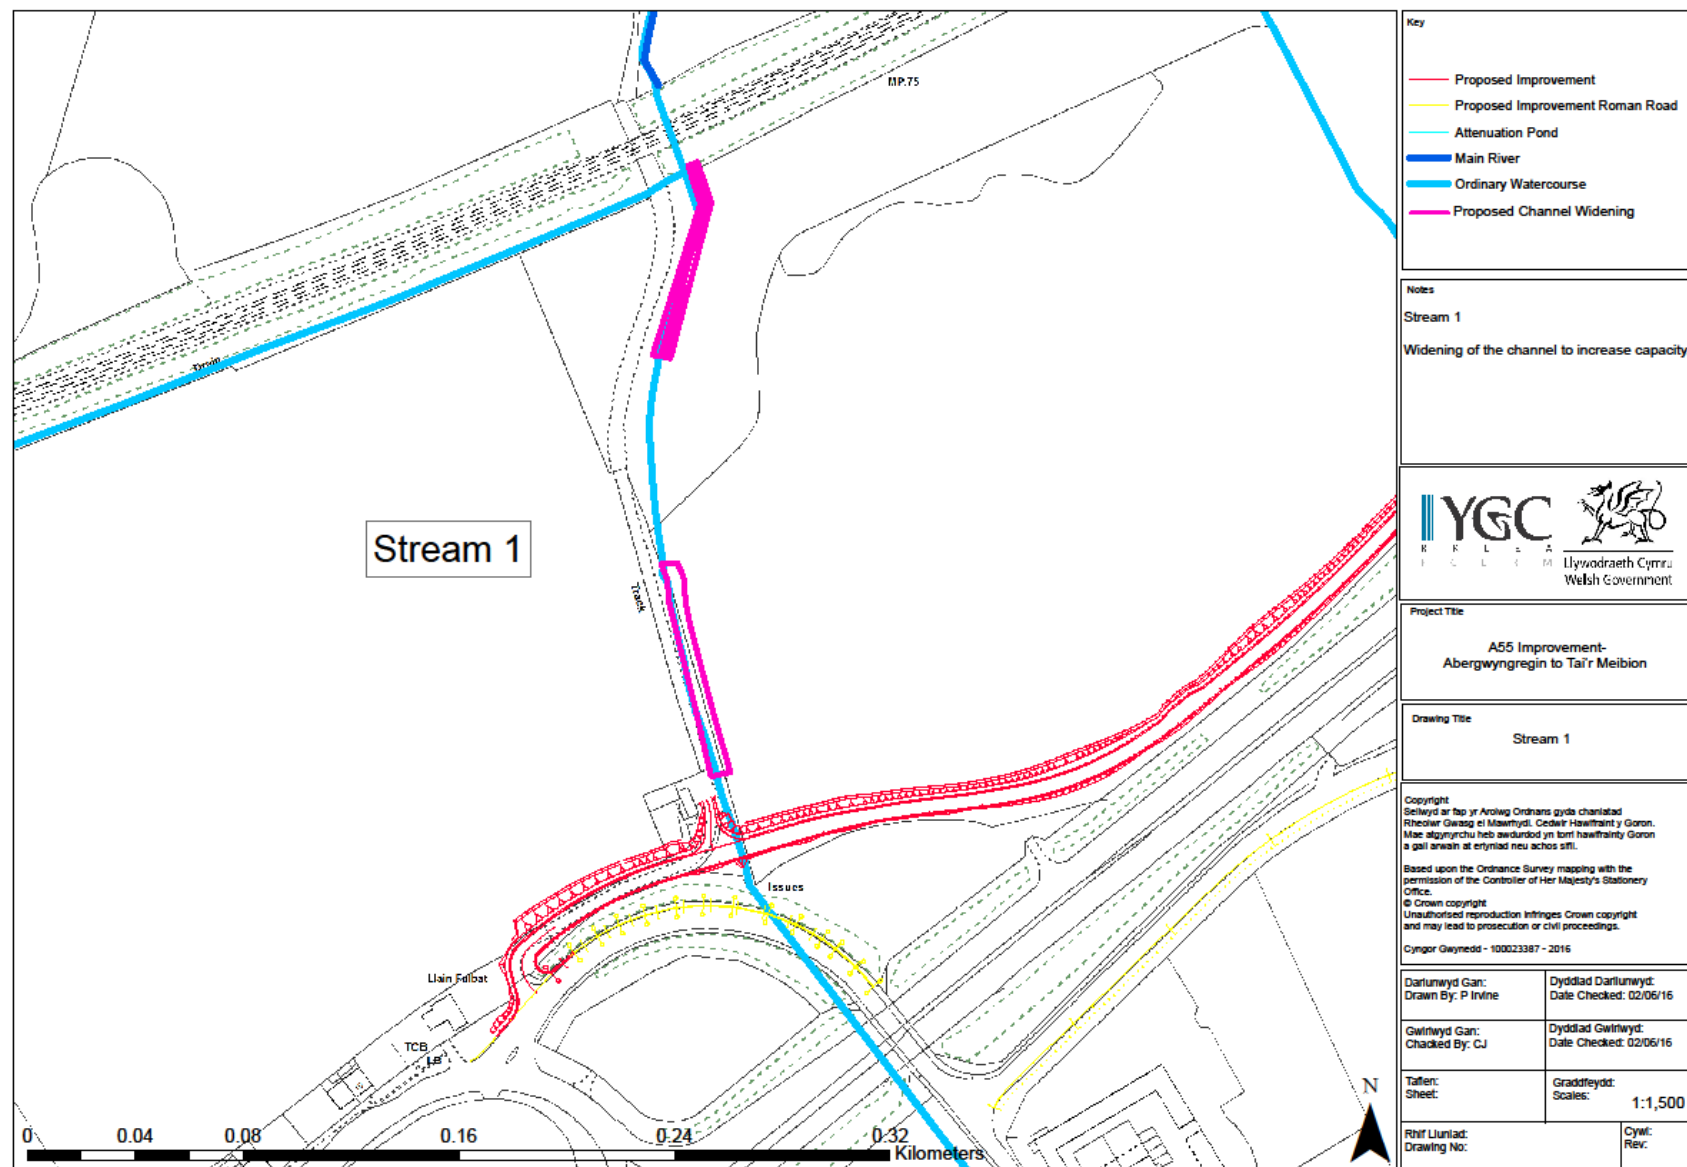 MP.75
Drain
Stream 1
Track
Issues
Llain Fulbat
TCB
LB
0 0.04 0.08 0.16 0.24 0.32
Kilometers
N
Key
Proposed Improvement
Proposed Improvement Roman Road
Attenuation Pond
Main River
Ordinary Watercourse
Proposed Channel Widening
Notes
Stream 1
Widening of the channel to increase capacity
YGC
Llywodraeth Cymru
Welsh Government
Project Title
A55 Improvement-
Abergwyngregin to Tai'r Meibion
Drawing Title
Stream 1
Copyright
Seilwyd ar fap yr Arolwg Ordnans gyda chaniatad
Rheolwr Gwasg ei Mawrhydi. Cedwir Hawlfraint y Goron.
Mae atgynyrchu heb awdurdod yn torri hawlfrainty Goron
a gall arwain at erlyniad neu achos sifil.
Based upon the Ordnance Survey mapping with the
permission of the Controller of Her Majesty's Stationery
Office.
© Crown copyright
Unauthorised reproduction infringes Crown copyright
and may lead to prosecution or civil proceedings.
Cyngor Gwynedd - 100023387 - 2016
Darlunwyd Gan:
Drawn By: P Irvine
Dyddiad Darlunwyd:
Date Checked: 02/06/16
Gwiriwyd Gan:
Chacked By: CJ
Dyddiad Gwiriwyd:
Date Checked: 02/06/16
Taflen:
Sheet:
Graddfeydd:
Scales: 1:1,500
Rhif Lluniad:
Drawing No:
Cywi:
Rev: